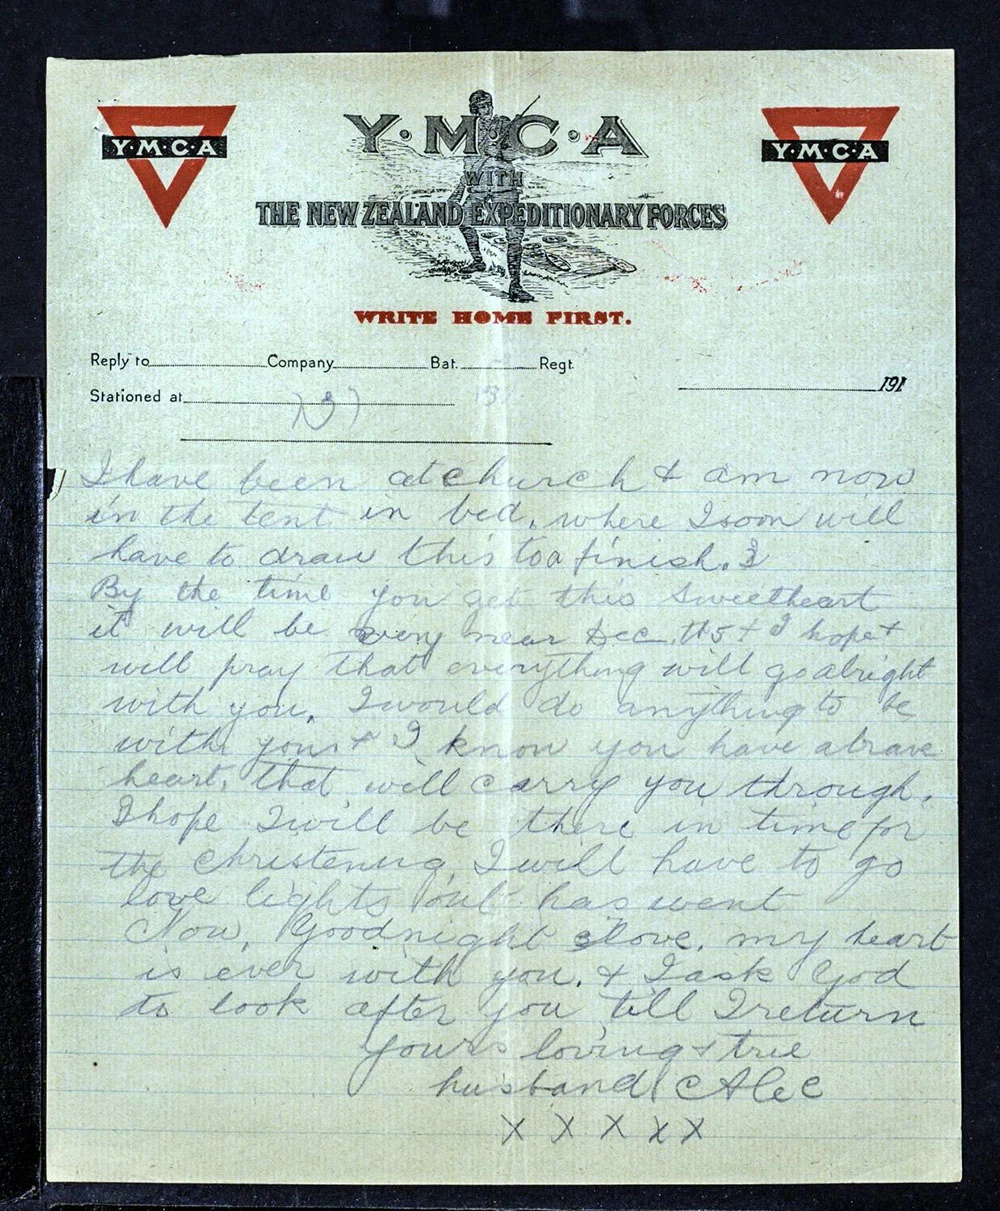 Y·M·C·A
Y·M·C·A
Y·M·C·A
WITH
THE NEW ZEALAND EXPEDITIONARY FORCES
WRITE HOME FIRST.
Reply to Company Bat. Regt.
191
Stationed at
I have been at church & am now
in the tent in bed, where I soon will
have to draw this to a finish.
By the time you get this Sweetheart
it will be very near Dec. & I hope &
will pray that everything will go alright
with you. I would do anything to be
with you & I know you have a brave
heart, that will carry you through.
I hope I will be there in time for
the christening, I will have to go
love lights out has went
Now, Goodnight love, my heart
is ever with you, & I ask God
to look after you till I return
yours loving & true
husband Alec
X X X X X